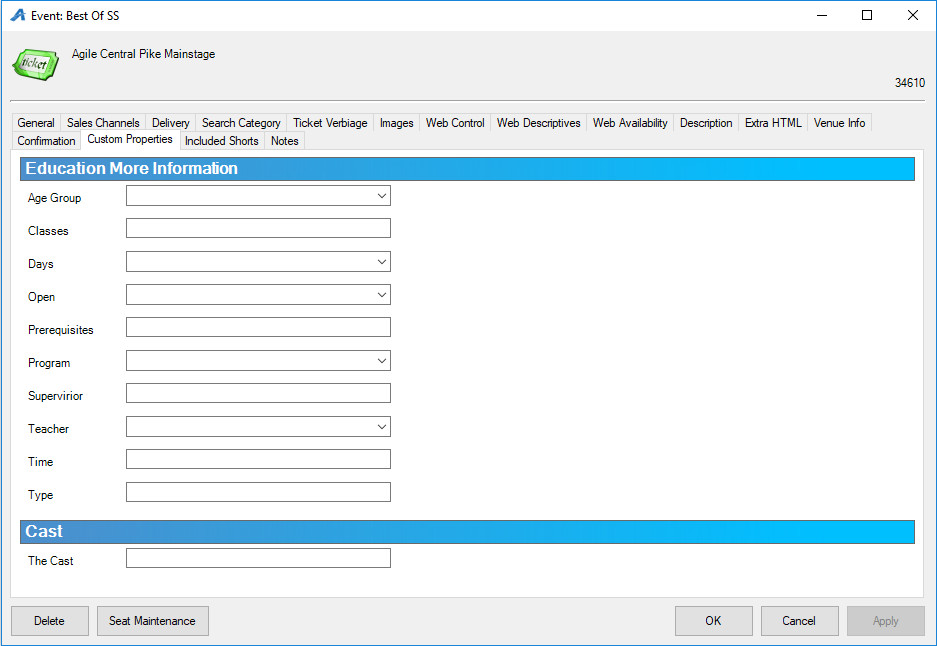 Event: Best Of SS
ticket
Agile Central Pike Mainstage
34610
General Sales Channels Delivery Search Category Ticket Verbiage Images Web Control Web Descriptives Web Availability Description Extra HTML Venue Info
Confirmation Custom Properties Included Shorts Notes
Education More Information
Age Group
Classes
Days
Open
Prerequisites
Program
Supervirior
Teacher
Time
Type
Cast
The Cast
Delete Seat Maintenance OK Cancel Apply